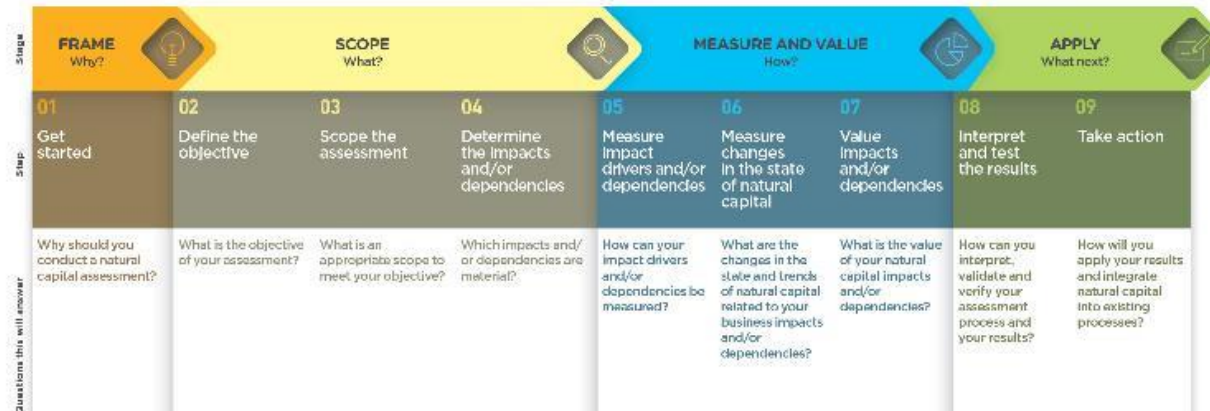 Stage
FRAME
Why?
SCOPE
What?
MEASURE AND VALUE
How?
APPLY
What next?
Step
01
Get
started
02
Define the
objective
03
Scope the
assessment
04
Determine
the impacts
and/or
dependencies
05
Measure
impact
drivers and/or
dependencies
06
Measure
changes
in the state
of natural
capital
07
Value
impacts
and/or
dependencies
08
Interpret
and test
the results
09
Take action
Questions this will answer
Why should you
conduct a natural
capital assessment?
What is the objective
of your assessment?
What is an
appropriate scope to
meet your objective?
Which impacts and/
or dependencies are
material?
How can your
impact drivers
and/or
dependencies be
measured?
What are the
changes in the
state and trends
of natural capital
related to your
business impacts
and/or
dependencies?
What is the value
of your natural
capital impacts
and/or
dependencies?
How can you
interpret,
validate and
verify your
assessment
process and
your results?
How will you
apply your results
and integrate
natural capital
into existing
processes?